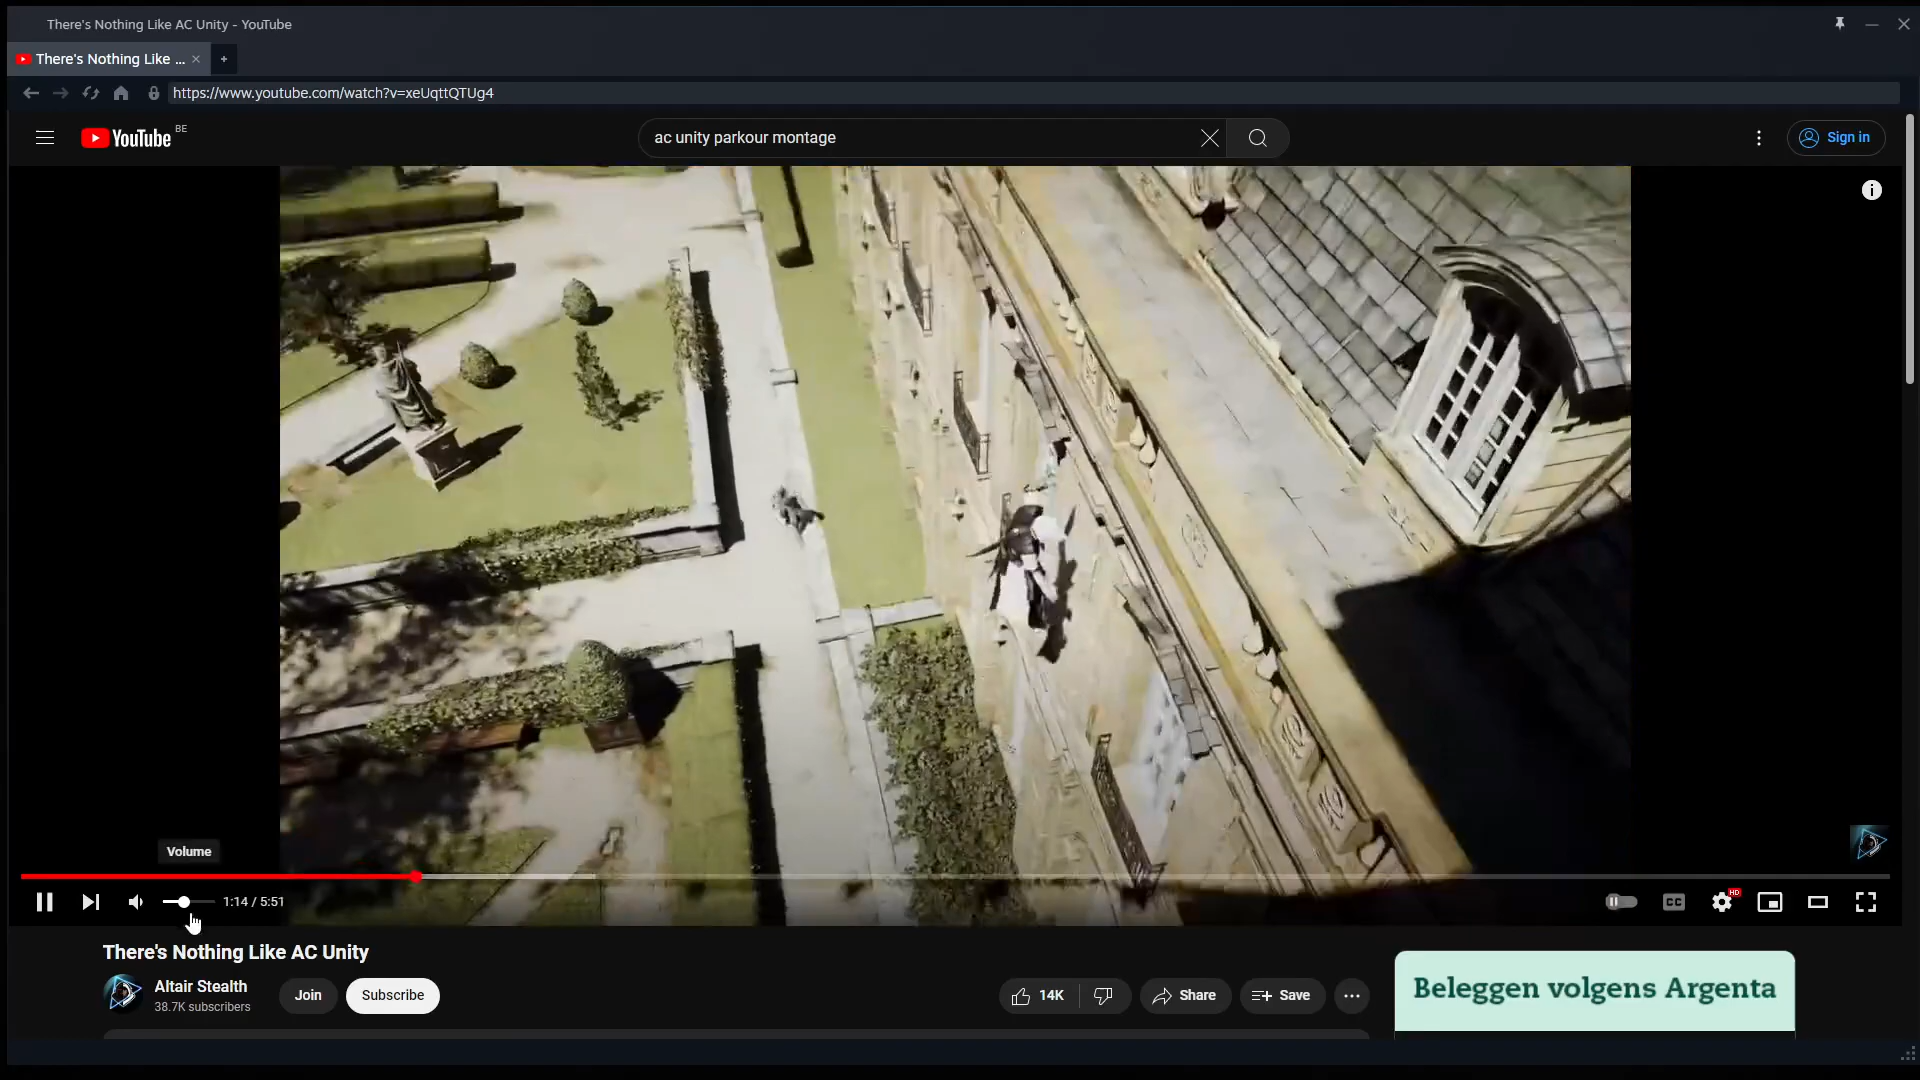 There's Nothing Like AC Unity - YouTube
There's Nothing Like ...
https://www.youtube.com/watch?v=xeUqttQTUg4
YouTube BE
ac unity parkour montage
Sign in
Volume
1:14 / 5:51
CC
HD
There's Nothing Like AC Unity
Altair Stealth
38.7K subscribers
Join
Subscribe
14K
Share
Save
Beleggen volgens Argenta